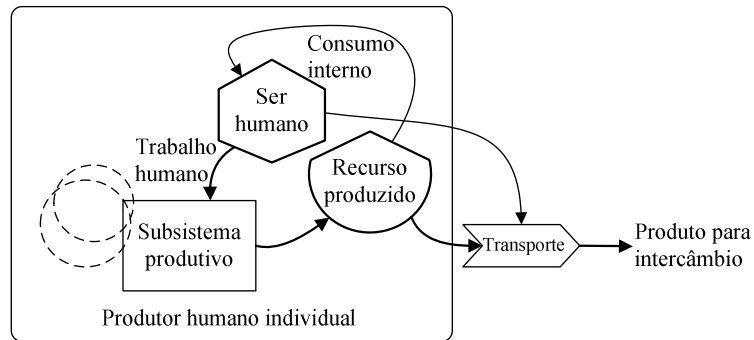 Consumo
interno
Ser
humano
Trabalho
humano
Recurso
produzido
Subsistema
produtivo
Transporte
Produto para
intercâmbio
Produtor humano individual